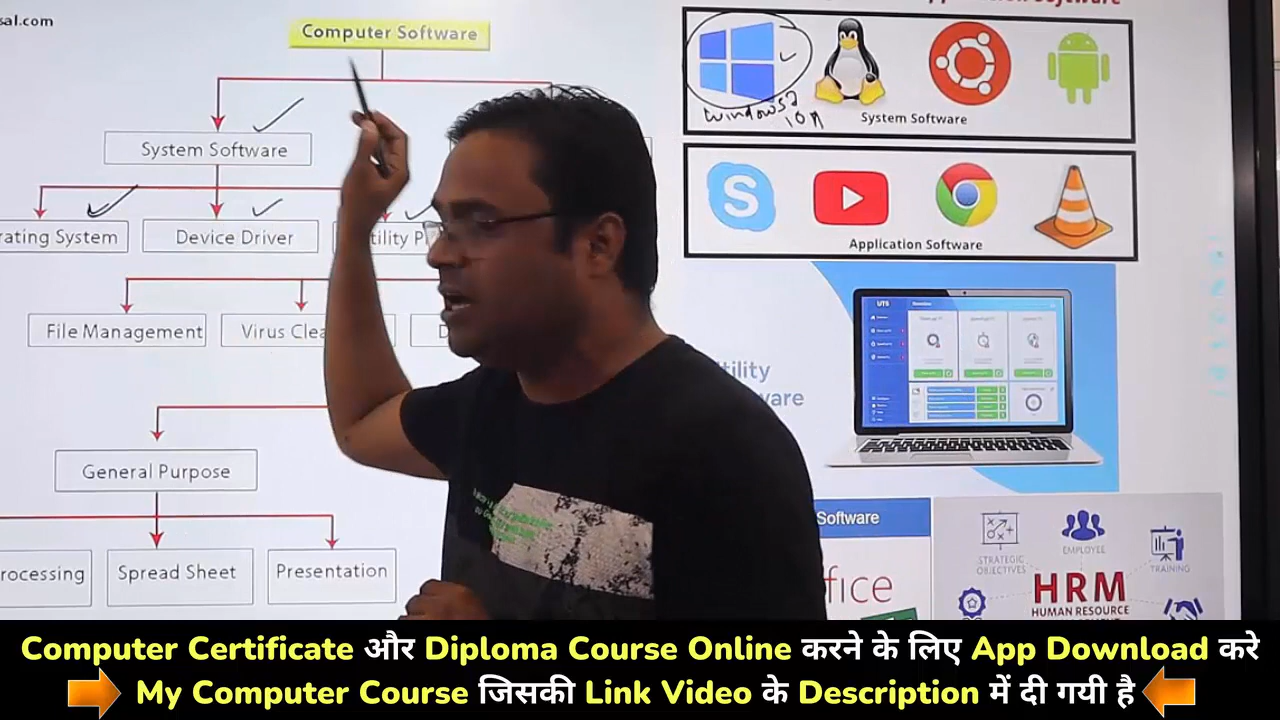 sal.com
Computer Software
System Software
rating System
Device Driver
tility P
File Management
Virus Clea
D
General Purpose
rocessing
Spread Sheet
Presentation
windows
System Software
Application Software
UTS
tility
ware
Software
fice
STRATEGIC
OBJECTIVES
EMPLOYEE
TRAINING
HRM
HUMAN RESOURCE
Computer Certificate और Diploma Course Online करने के लिए App Download करे
My Computer Course जिसकी Link Video के Description में दी गयी है